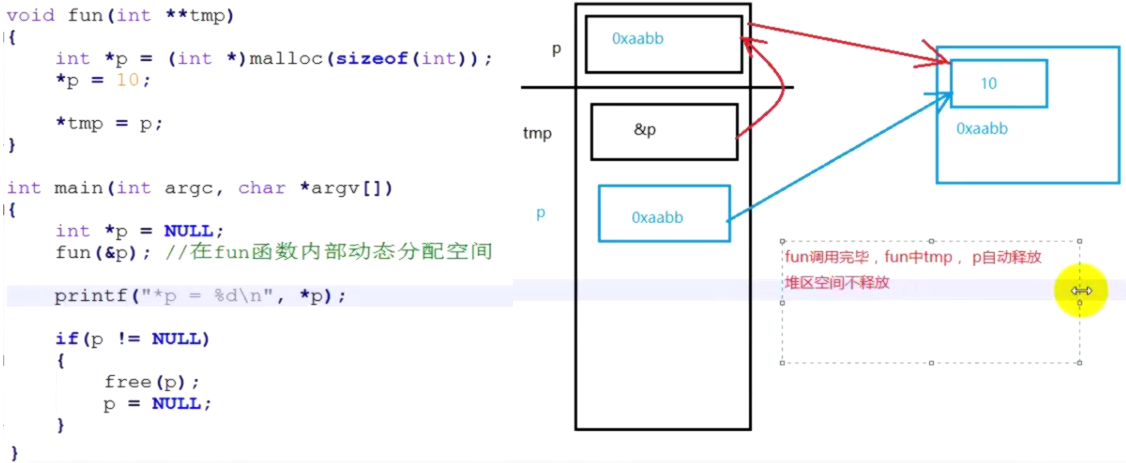 void fun(int **tmp)
{
int *p = (int *)malloc(sizeof(int));
*p = 10;
*tmp = p;
}
int main(int argc, char *argv[])
{
int *p = NULL;
fun(&p); //在fun函数内部动态分配空间
printf("*p = %d\n", *p);
if(p != NULL)
{
free(p);
p = NULL;
}
}
p
0xaabb
tmp
&p
p
0xaabb
10
0xaabb
fun调用完毕，fun中tmp，p自动释放
堆区空间不释放